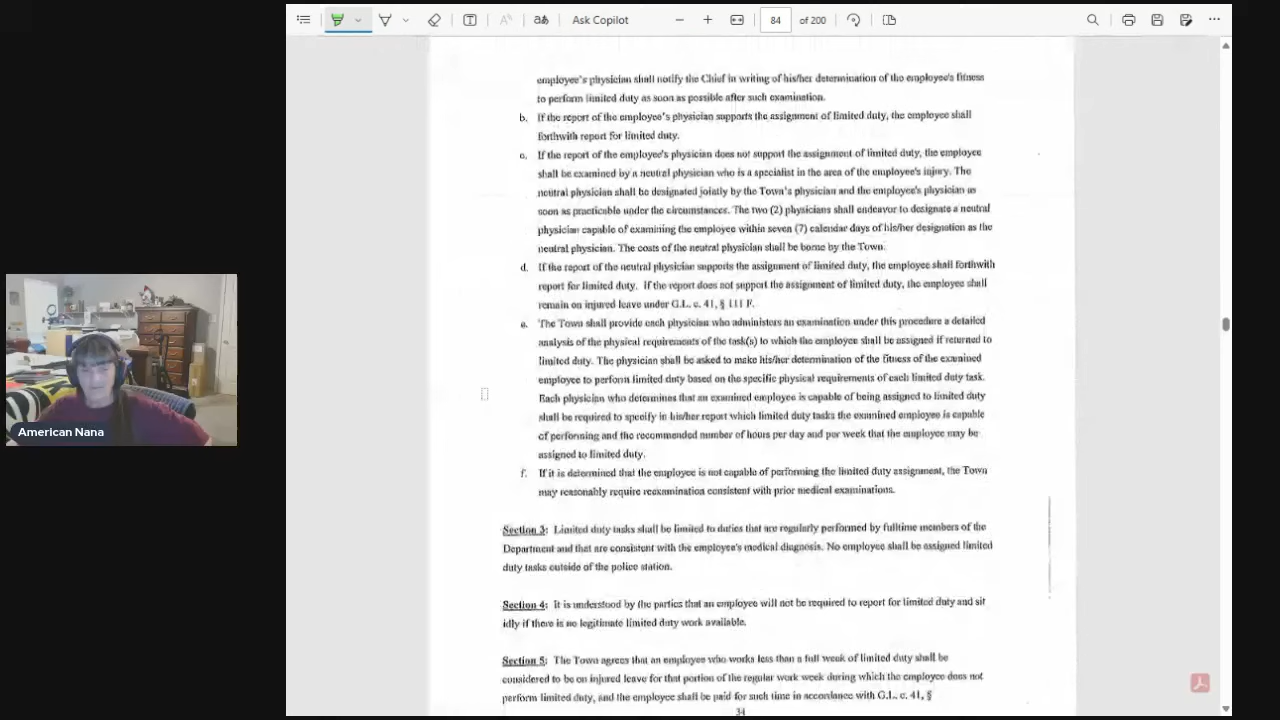 Ask Copilot
84 of 200
employee's physician shall notify the Chief in writing of his/her determination of the employee's fitness
to perform limited duty as soon as possible after such examination.
b. If the report of the employee's physician supports the assignment of limited duty, the employee shall
forthwith report for limited duty.
c. If the report of the employee's physician does not support the assignment of limited duty, the employee
shall be examined by a neutral physician who is a specialist in the area of the employee's injury. The
neutral physician shall be designated jointly by the Town's physician and the employee's physician as
soon as practicable under the circumstances. The two (2) physicians shall endeavor to designate a neutral
physician capable of examining the employee within seven (7) calendar days of his/her designation as the
neutral physician. The costs of the neutral physician shall be borne by the Town.
d. If the report of the neutral physician supports the assignment of limited duty, the employee shall forthwith
report for limited duty. If the report does not support the assignment of limited duty, the employee shall
remain on injured leave under G.L. c. 41, § 111 F.
e. The Town shall provide each physician who administers an examination under this procedure a detailed
analysis of the physical requirements of the task(s) to which the employee shall be assigned if returned to
limited duty. The physician shall be asked to make his/her determination of the fitness of the examined
employee to perform limited duty based on the specific physical requirements of each limited duty task.
Each physician who determines that an examined employee is capable of being assigned to limited duty
shall be required to specify in his/her report which limited duty tasks the examined employee is capable
of performing and the recommended number of hours per day and per week that the employee may be
assigned to limited duty.
f. If it is determined that the employee is not capable of performing the limited duty assignment, the Town
may reasonably require reexamination consistent with prior medical examinations.
Section 3: Limited duty tasks shall be limited to duties that are regularly performed by fulltime members of the
Department and that are consistent with the employee's medical diagnosis. No employee shall be assigned limited
duty tasks outside of the police station.
Section 4: It is understood by the parties that an employee will not be required to report for limited duty and sit
idly if there is no legitimate limited duty work available.
Section 5: The Town agrees that an employee who works less than a full week of limited duty shall be
considered to be on injured leave for that portion of the regular work week during which the employee does not
perform limited duty, and the employee shall be paid for such time in accordance with G.L. c. 41, §
34
American Nana